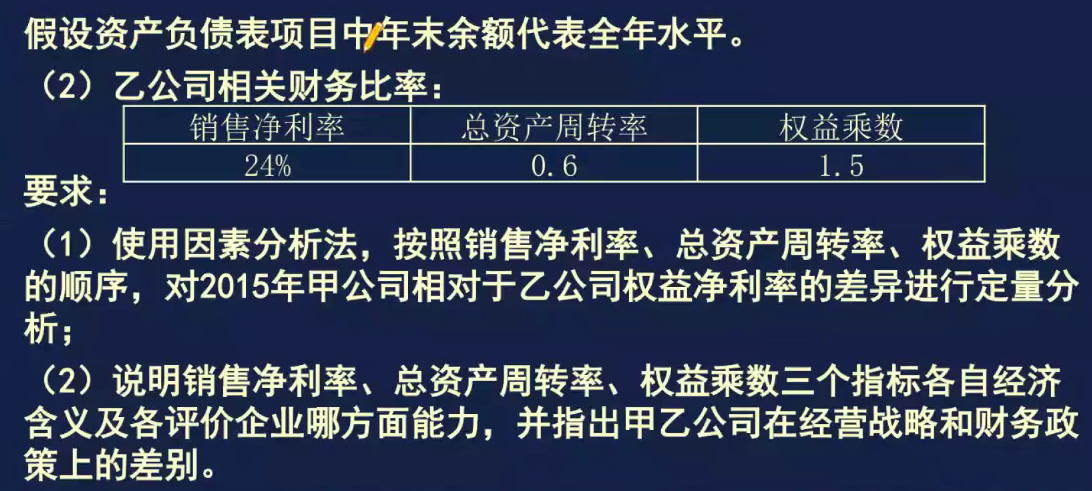 假设资产负债表项目中年末余额代表全年水平。
（2）乙公司相关财务比率：
销售净利率 总资产周转率 权益乘数
24% 0.6 1.5
要求：
（1）使用因素分析法，按照销售净利率、总资产周转率、权益乘数
的顺序，对2015年甲公司相对于乙公司权益净利率的差异进行定量分
析；
（2）说明销售净利率、总资产周转率、权益乘数三个指标各自经济
含义及各评价企业哪方面能力，并指出甲乙公司在经营战略和财务政
策上的差别。